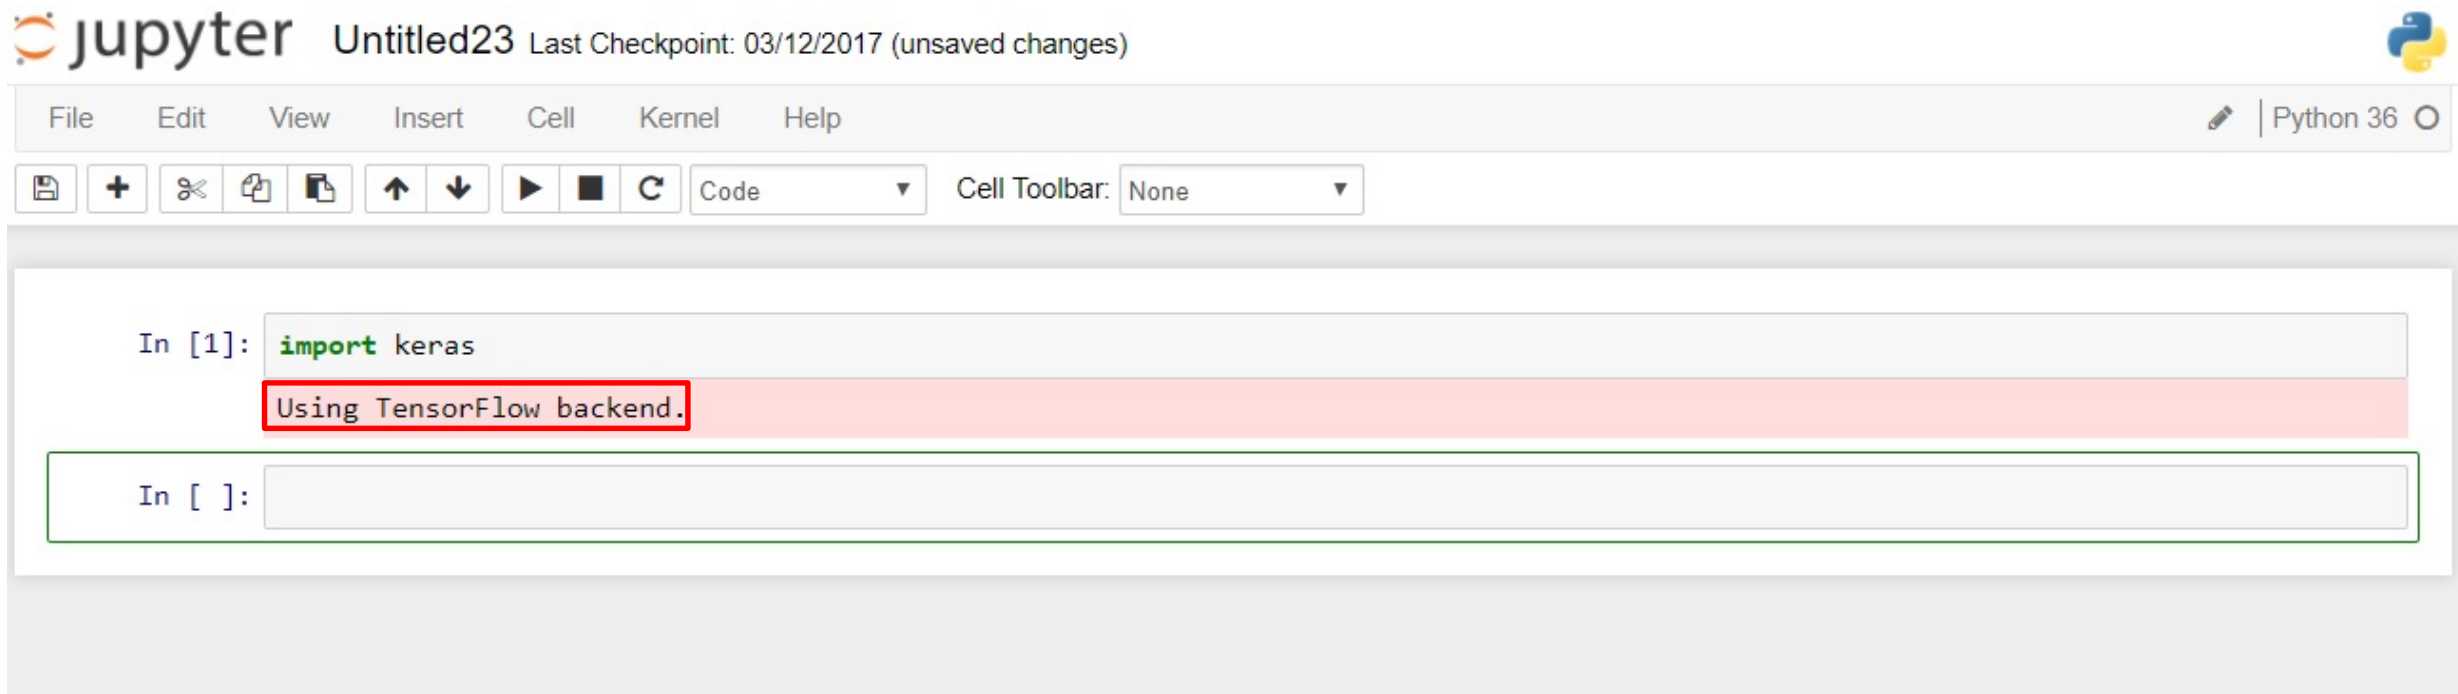 jupyter Untitled23 Last Checkpoint: 03/12/2017 (unsaved changes)
File Edit View Insert Cell Kernel Help Python 36
Code Cell Toolbar: None
In [1]: import keras
Using TensorFlow backend.
In [ ]: